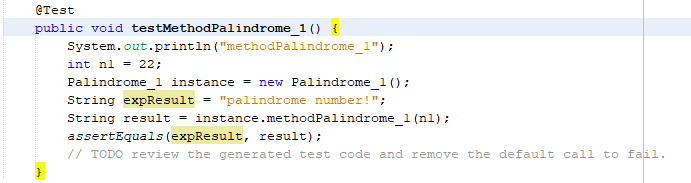 @Test
public void testMethodPalindrome_1() {
System.out.println("methodPalindrome_1");
int n1 = 22;
Palindrome_1 instance = new Palindrome_1();
String expResult = "palindrome number!";
String result = instance.methodPalindrome_1(n1);
assertEquals(expResult, result);
// TODO review the generated test code and remove the default call to fail.
}